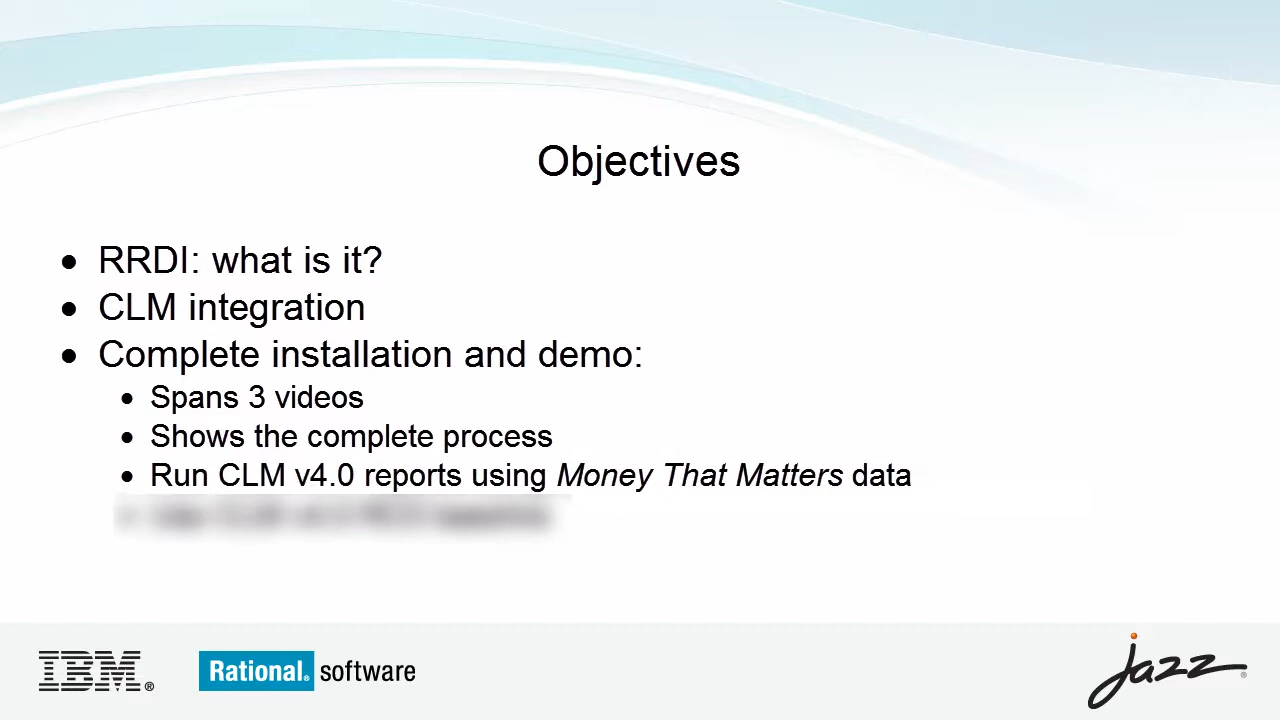 Objectives
• RRDI: what is it?
• CLM integration
• Complete installation and demo:
• Spans 3 videos
• Shows the complete process
• Run CLM v4.0 reports using Money That Matters data
IBM®
Rational® software
jazz®